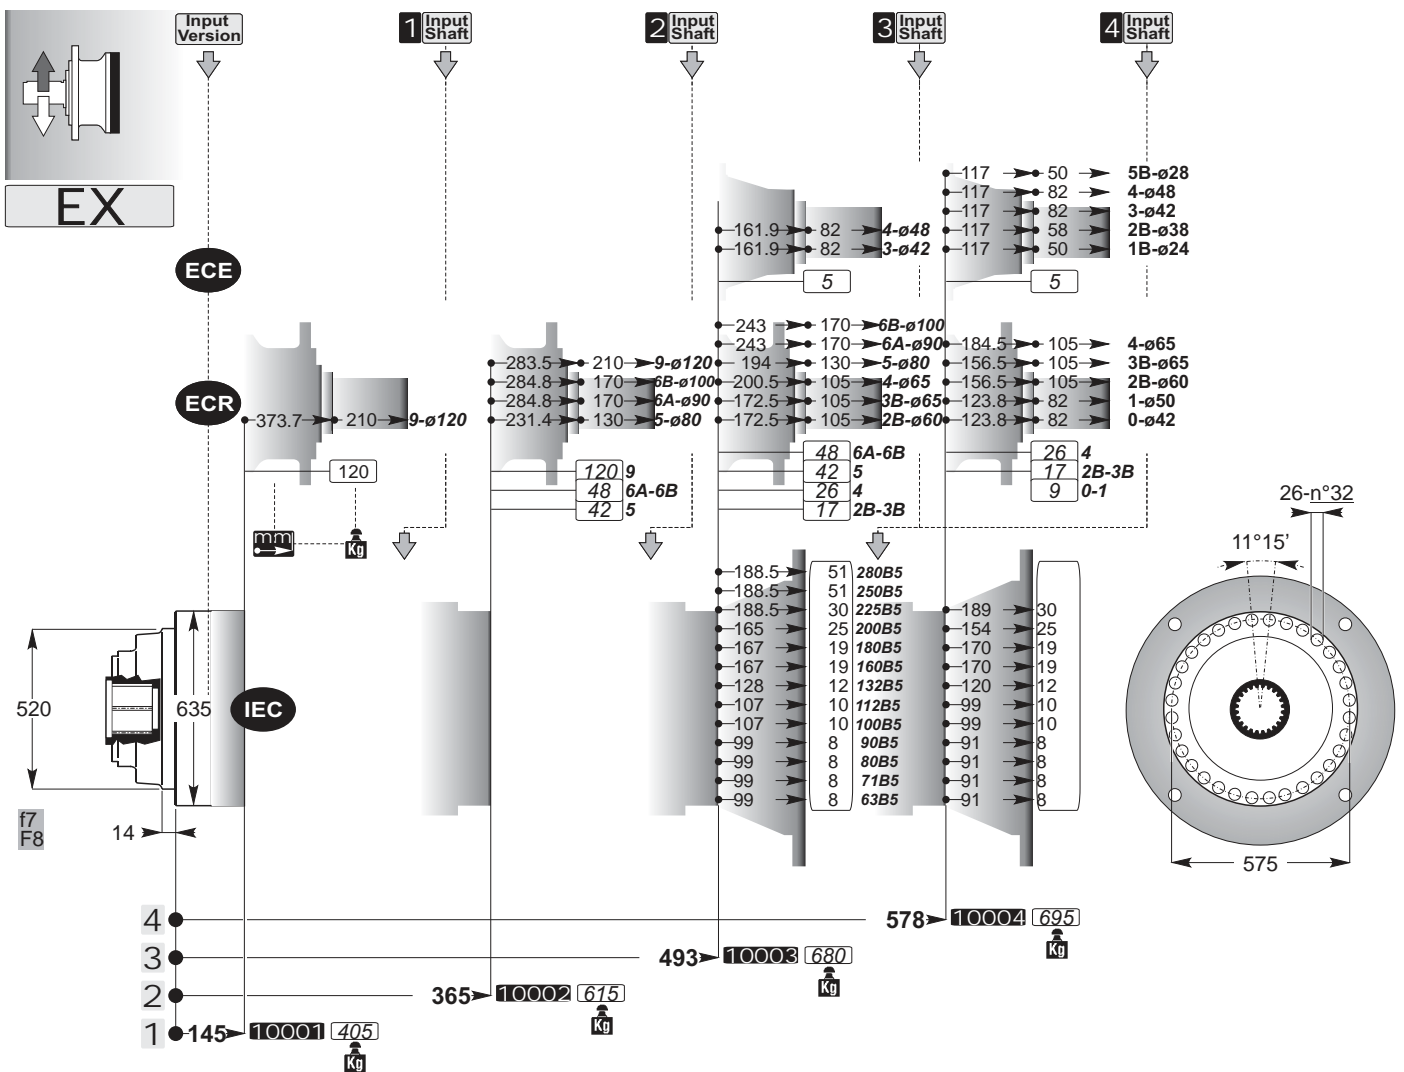 Input Version
1 Input Shaft
2 Input Shaft
3 Input Shaft
4 Input Shaft
EX
ECE
161.9 82 4-ø48
161.9 82 3-ø42
5
117 50 5B-ø28
117 82 4-ø48
117 82 3-ø42
117 58 2B-ø38
117 50 1B-ø24
5
ECR
373.7 210 9-ø120
120
283.5 210 9-ø120
284.8 170 6B-ø100
284.8 170 6A-ø90
231.4 130 5-ø80
120 9
48 6A-6B
42 5
243 170 6B-ø100
243 170 6A-ø90
194 130 5-ø80
200.5 105 4-ø65
172.5 105 3B-ø65
172.5 105 2B-ø60
48 6A-6B
42 5
26 4
17 2B-3B
184.5 105 4-ø65
156.5 105 3B-ø65
156.5 105 2B-ø60
123.8 82 1-ø50
123.8 82 0-ø42
26 4
17 2B-3B
9 0-1
mm
Kg
IEC
520
635
f7
F8
14
188.5 51 280B5
188.5 51 250B5
188.5 30 225B5 189 30
165 25 200B5 154 25
167 19 180B5 170 19
167 19 160B5 170 19
128 12 132B5 120 12
107 10 112B5 99 10
107 10 100B5 99 10
99 8 90B5 91 8
99 8 80B5 91 8
99 8 71B5 91 8
99 8 63B5 91 8
26-n°32
11°15’
575
4 578 10004 695
Kg
3 493 10003 680
Kg
2 365 10002 615
Kg
1 145 10001 405
Kg